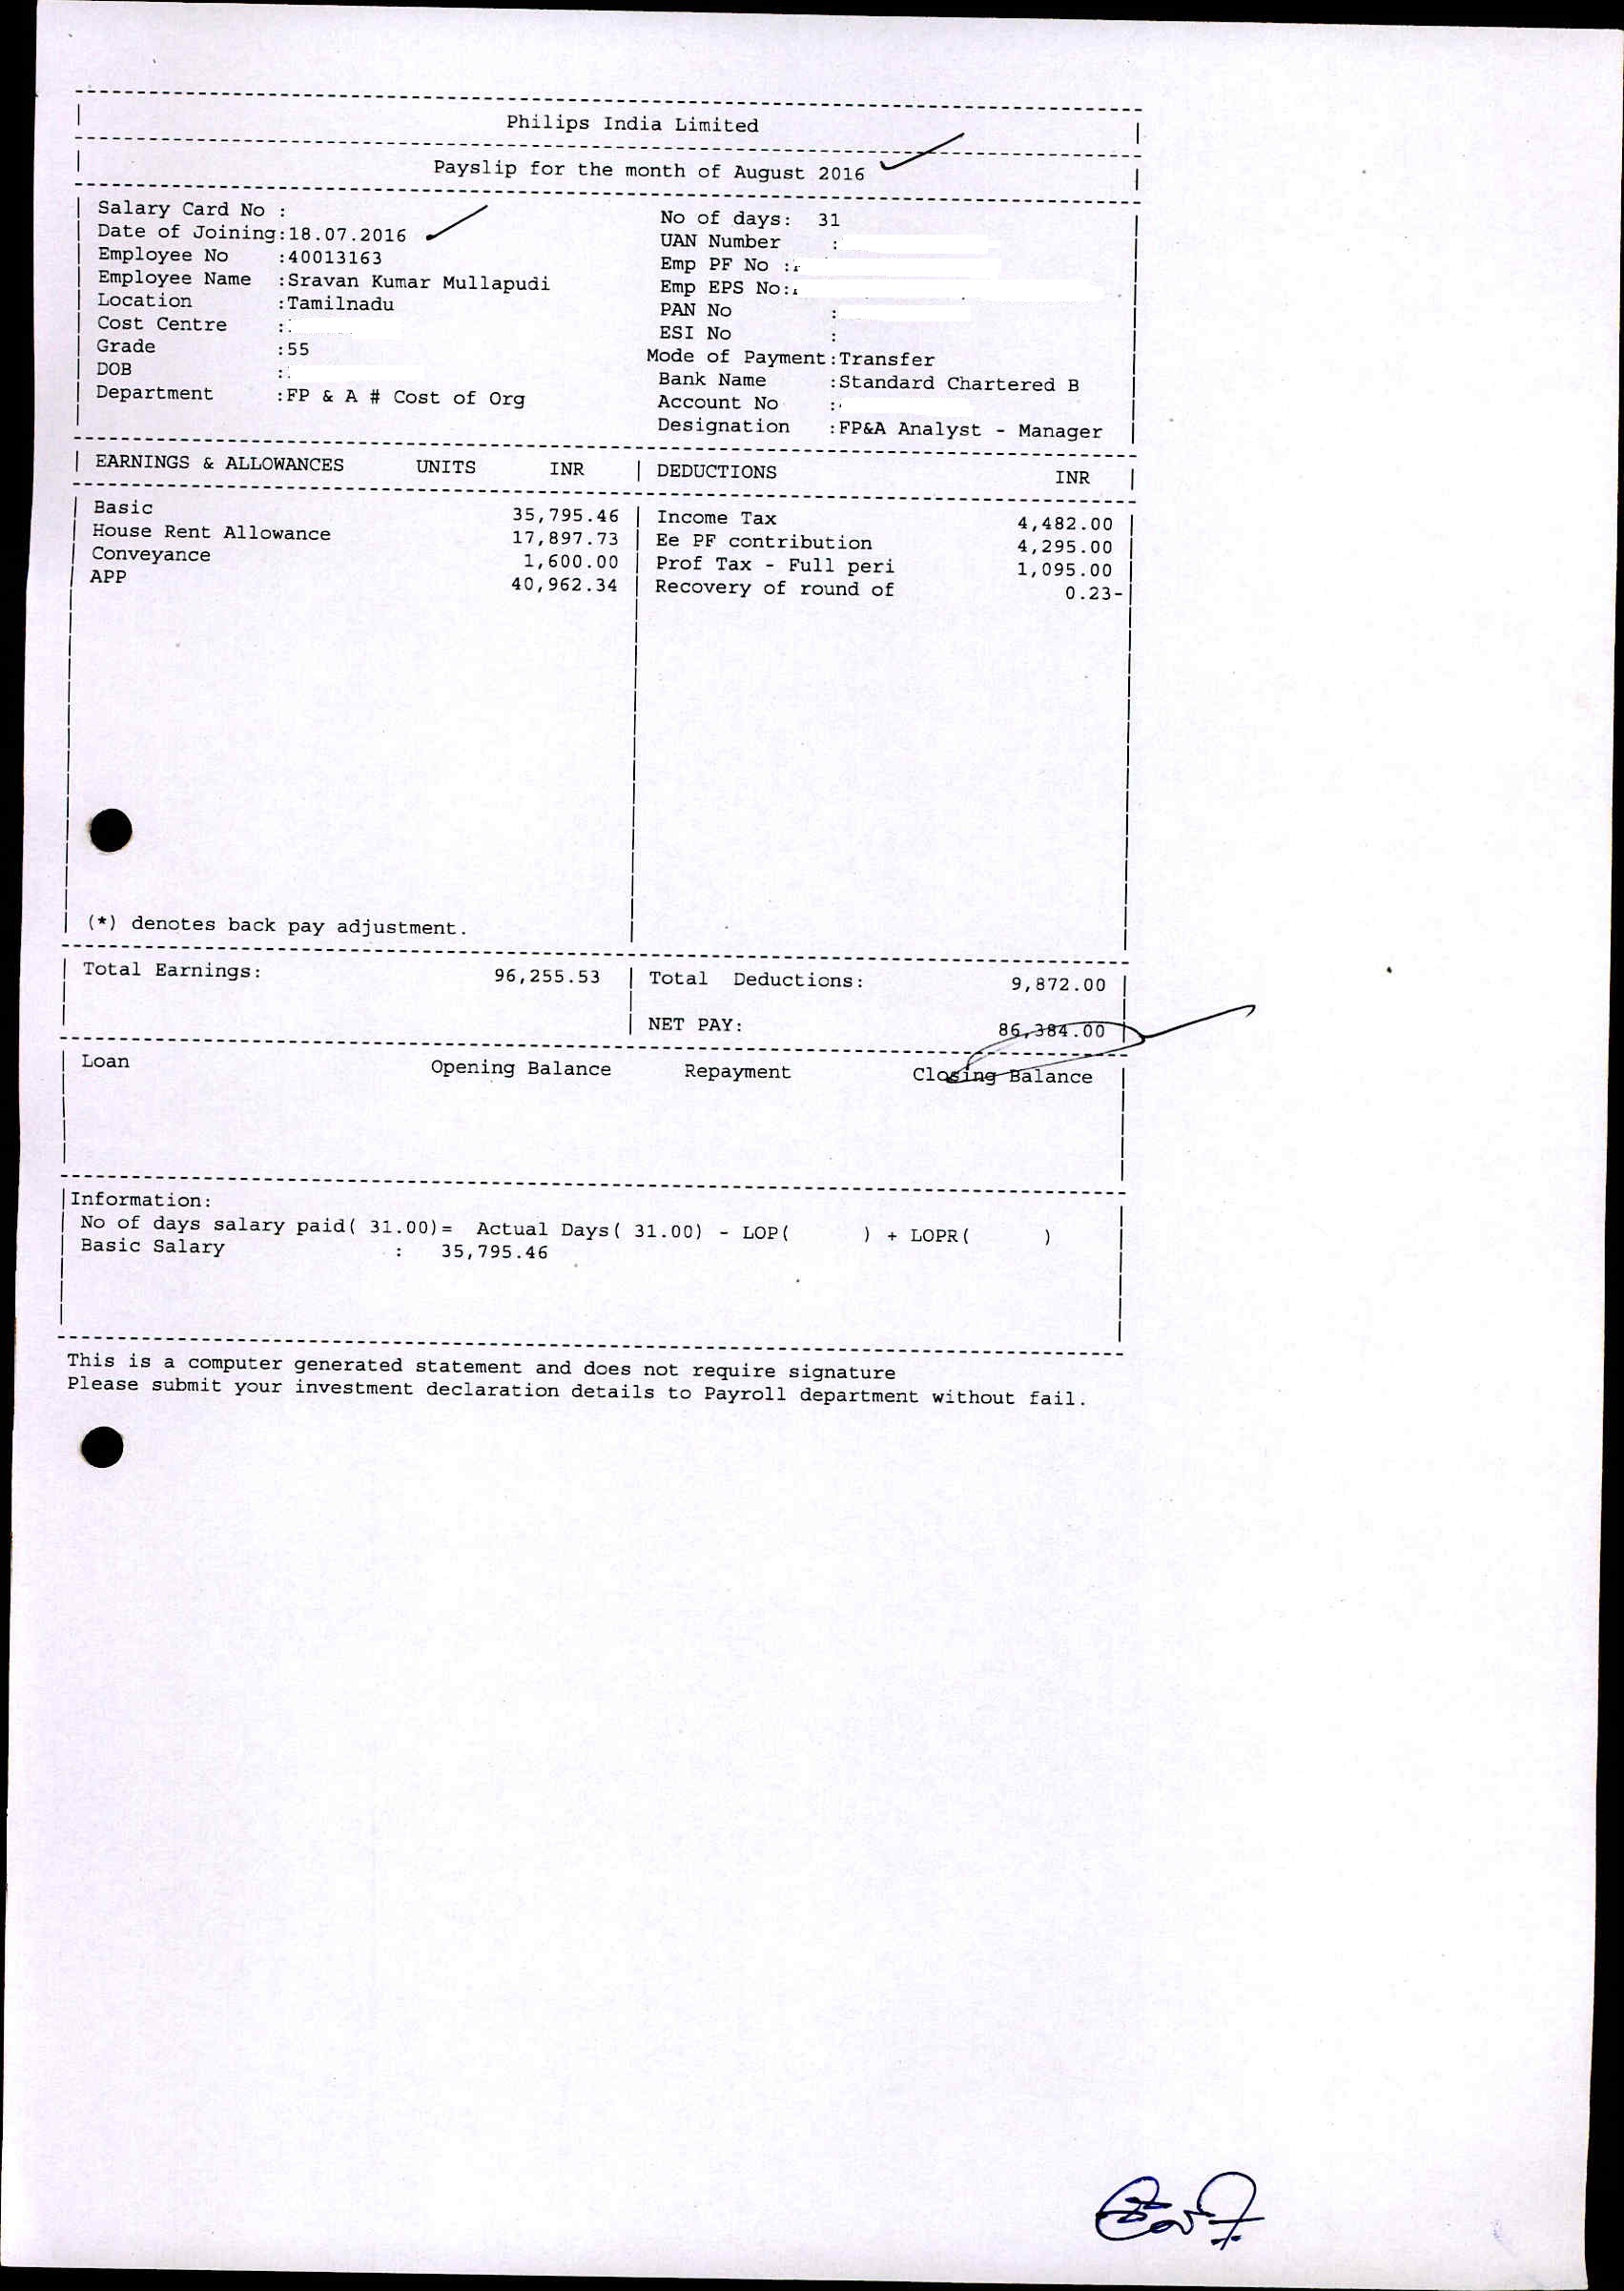 Philips India Limited
Payslip for the month of August 2016
Salary Card No :
No of days: 31
Date of Joining:18.07.2016
UAN Number :
Employee No :40013163
Emp PF No :
Employee Name :Sravan Kumar Mullapudi
Emp EPS No:
Location :Tamilnadu
PAN No :
Cost Centre :
ESI No :
Grade :55
Mode of Payment:Transfer
DOB :
Bank Name :Standard Chartered B
Department :FP & A # Cost of Org
Account No :
Designation :FP&A Analyst - Manager
EARNINGS & ALLOWANCES UNITS INR | DEDUCTIONS INR
Basic 35,795.46 | Income Tax 4,482.00
House Rent Allowance 17,897.73 | Ee PF contribution 4,295.00
Conveyance 1,600.00 | Prof Tax - Full peri 1,095.00
APP 40,962.34 | Recovery of round of 0.23-
(*) denotes back pay adjustment.
Total Earnings: 96,255.53 | Total Deductions: 9,872.00
NET PAY: 86,384.00
Loan Opening Balance Repayment Closing Balance
Information:
No of days salary paid( 31.00)= Actual Days( 31.00) - LOP( ) + LOPR( )
Basic Salary : 35,795.46
This is a computer generated statement and does not require signature
Please submit your investment declaration details to Payroll department without fail.